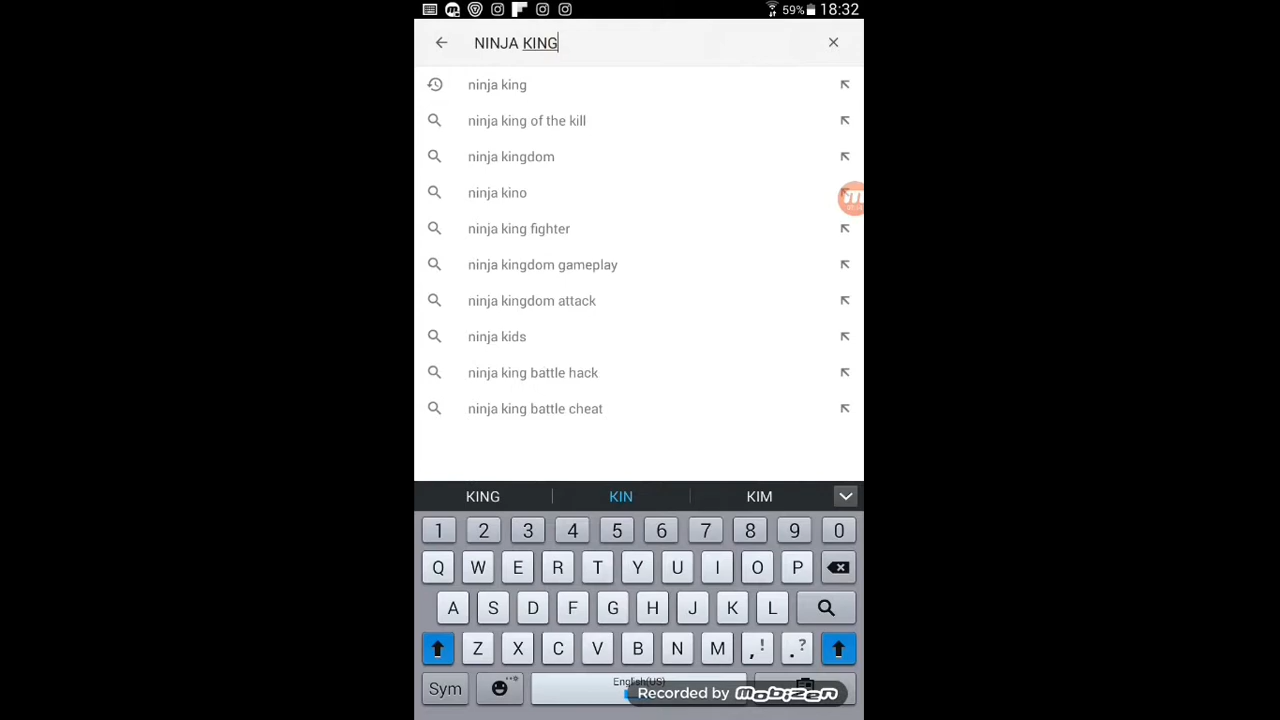 59% 18:32
NINJA KING
ninja king
ninja king of the kill
ninja kingdom
ninja kino
ninja king fighter
ninja kingdom gameplay
ninja kingdom attack
ninja kids
ninja king battle hack
ninja king battle cheat
KING KIN KIM
1 2 3 4 5 6 7 8 9 0
Q W E R T Y U I O P
A S D F G H J K L
Z X C V B N M ,! .?
Sym English(US)
Recorded by mobizen